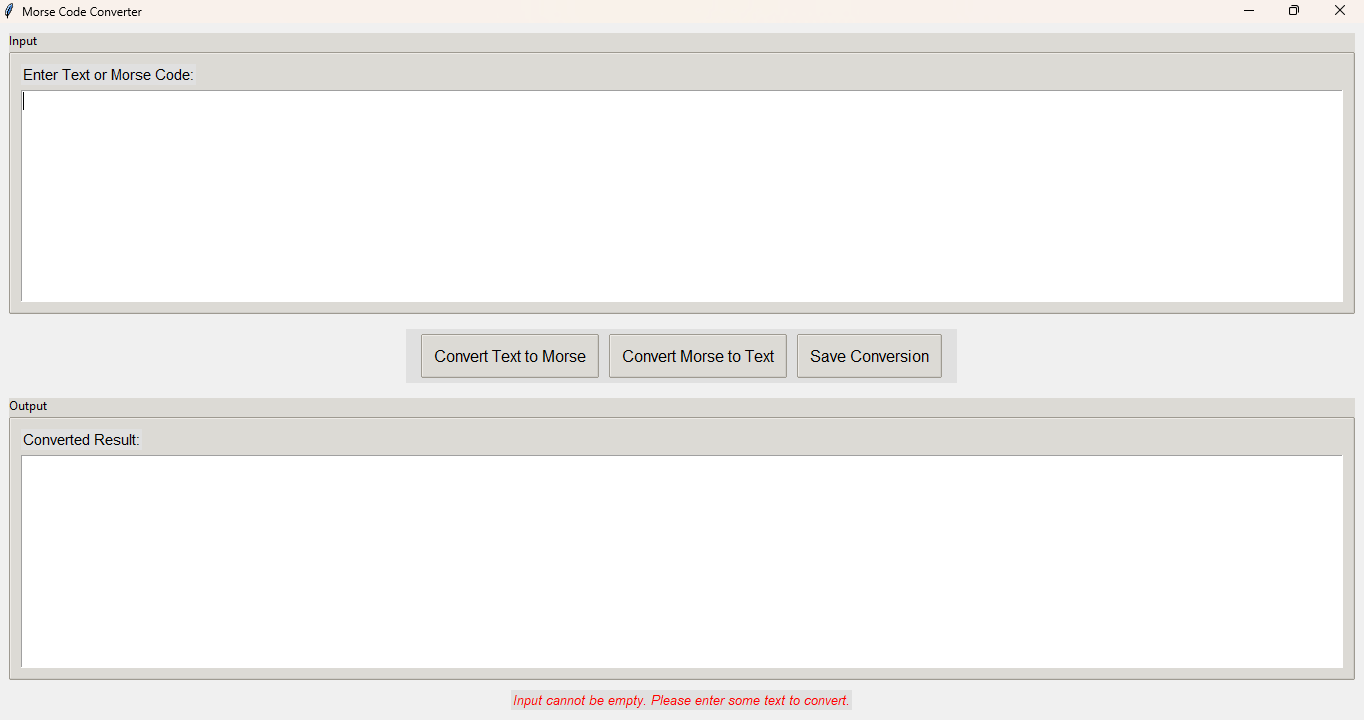 Morse Code Converter
Input
Enter Text or Morse Code:
Convert Text to Morse Convert Morse to Text Save Conversion
Output
Converted Result:
Input cannot be empty. Please enter some text to convert.